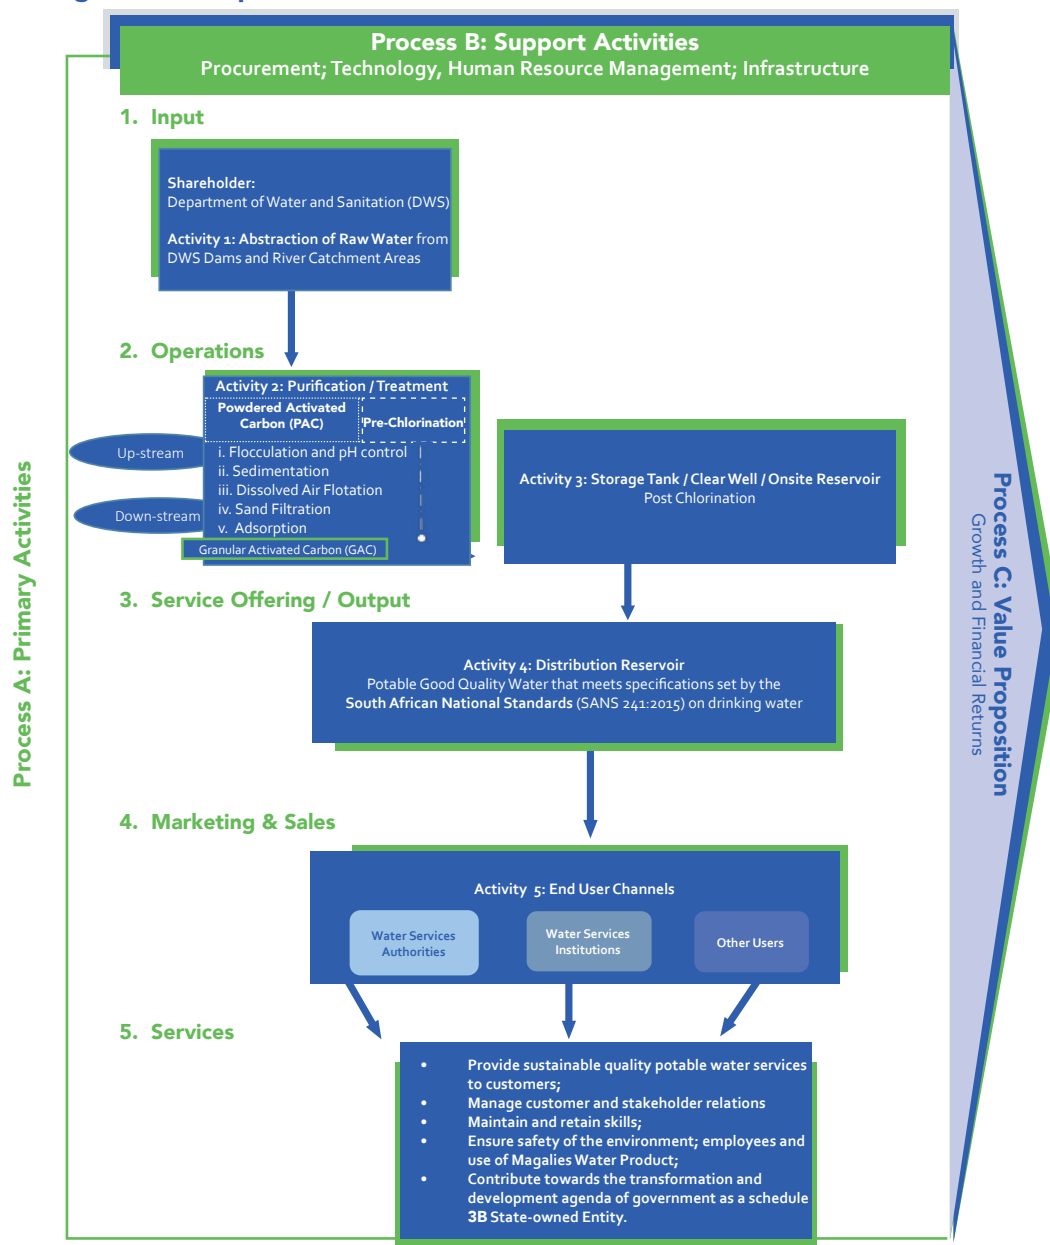 Process B: Support Activities
Procurement; Technology, Human Resource Management; Infrastructure
1. Input
Shareholder:
Department of Water and Sanitation (DWS)
Activity 1: Abstraction of Raw Water from
DWS Dams and River Catchment Areas
2. Operations
Activity 2: Purification / Treatment
Powdered Activated
Carbon (PAC)
Pre-Chlorination
Up-stream
Down-stream
i. Flocculation and pH control
ii. Sedimentation
iii. Dissolved Air Flotation
iv. Sand Filtration
v. Adsorption
Granular Activated Carbon (GAC)
Activity 3: Storage Tank / Clear Well / Onsite Reservoir
Post Chlorination
3. Service Offering / Output
Activity 4: Distribution Reservoir
Potable Good Quality Water that meets specifications set by the
South African National Standards (SANS 241:2015) on drinking water
4. Marketing & Sales
Activity 5: End User Channels
Water Services
Authorities
Water Services
Institutions
Other Users
5. Services
• Provide sustainable quality potable water services
to customers;
• Manage customer and stakeholder relations
• Maintain and retain skills;
• Ensure safety of the environment; employees and
use of Magalies Water Product;
• Contribute towards the transformation and
development agenda of government as a schedule
3B State-owned Entity.
Process A: Primary Activities
Process C: Value Proposition
Growth and Financial Returns